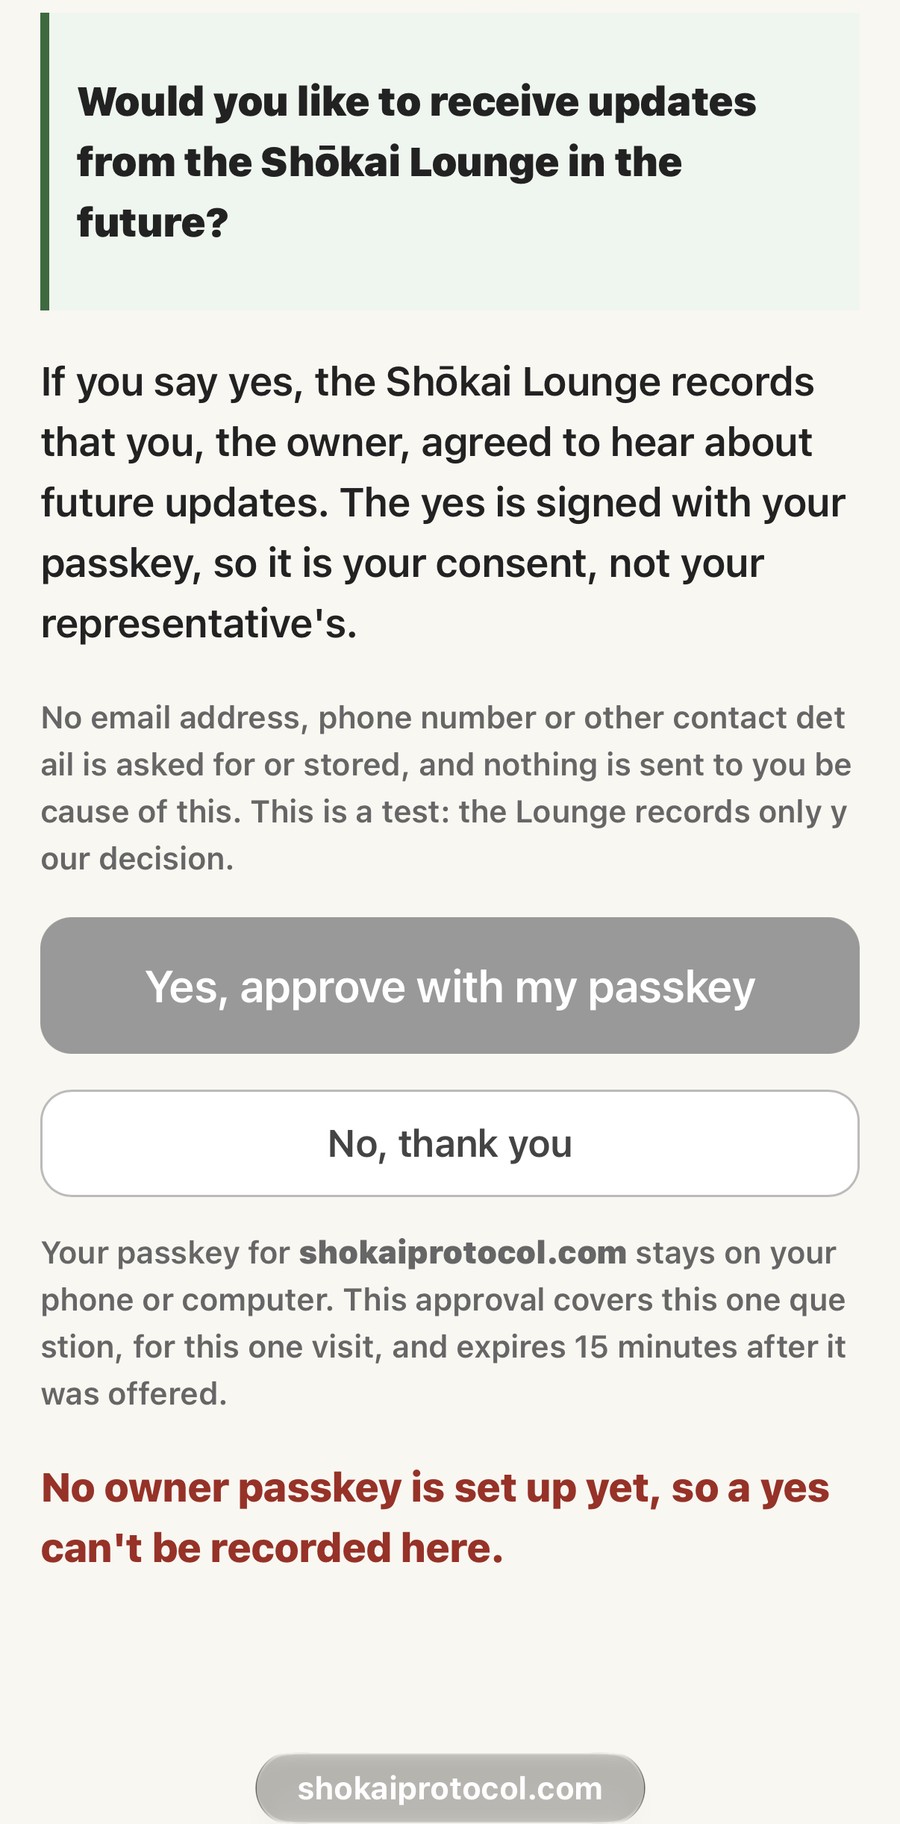 Would you like to receive updates
from the Shōkai Lounge in the
future?
If you say yes, the Shōkai Lounge records
that you, the owner, agreed to hear about
future updates. The yes is signed with your
passkey, so it is your consent, not your
representative's.
No email address, phone number or other contact det
ail is asked for or stored, and nothing is sent to you be
cause of this. This is a test: the Lounge records only y
our decision.
Yes, approve with my passkey
No, thank you
Your passkey for shokaiprotocol.com stays on your
phone or computer. This approval covers this one que
stion, for this one visit, and expires 15 minutes after it
was offered.
No owner passkey is set up yet, so a yes
can't be recorded here.
shokaiprotocol.com